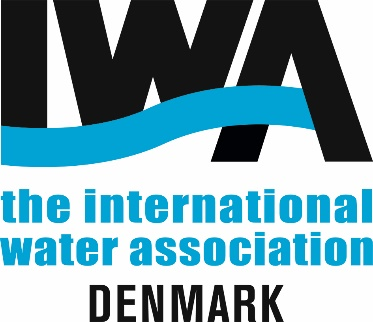 IWA
the international
water association
DENMARK